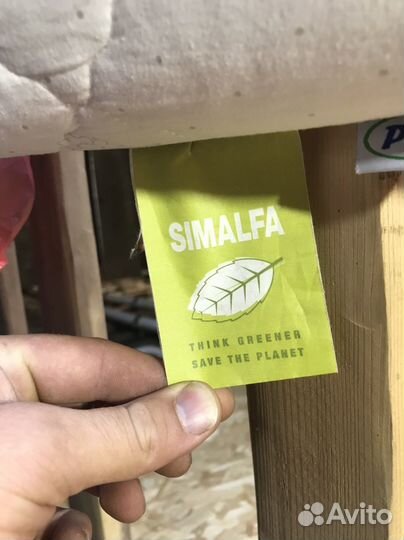 SIMALFA
THINK GREENER
SAVE THE PLANET
Avito